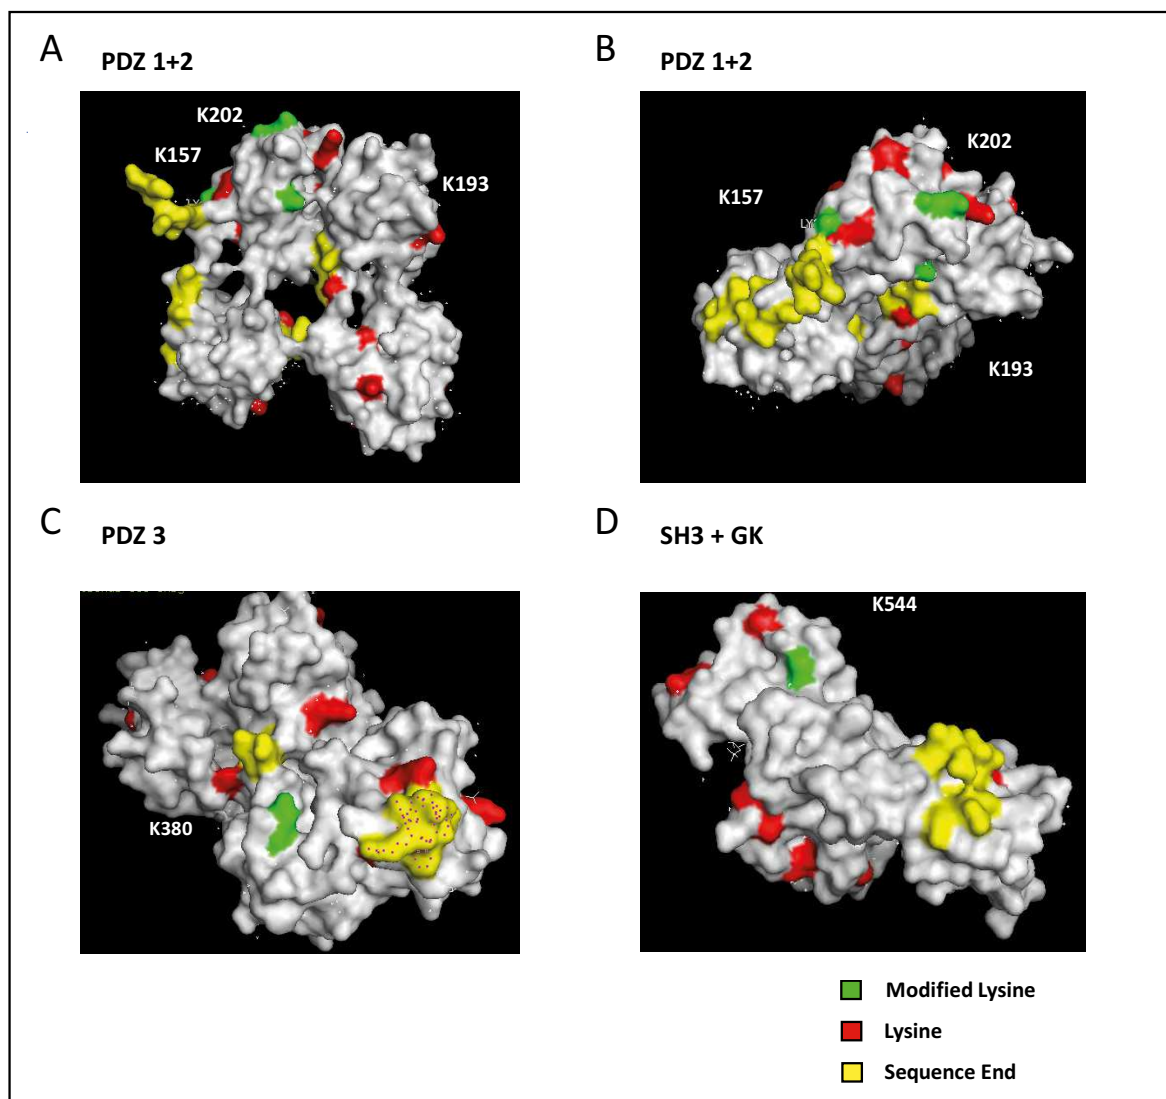 A
PDZ 1+2
K202
K157
K193
B
PDZ 1+2
K202
K157
LY
K193
C
PDZ 3
K380
D
SH3 + GK
K544
Modified Lysine
Lysine
Sequence End